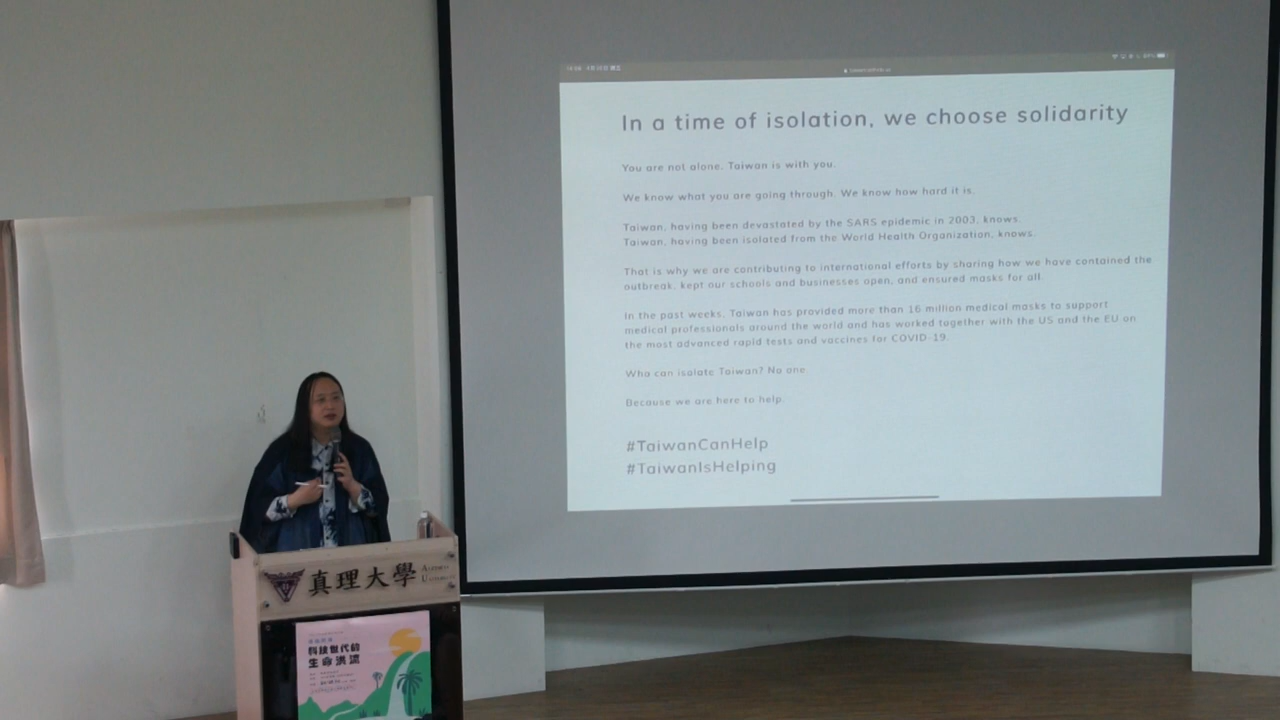 In a time of isolation, we choose solidarity
You are not alone. Taiwan is with you.
We know what you are going through. We know how hard it is.
Taiwan, having been devastated by the SARS epidemic in 2003, knows.
Taiwan, having been isolated from the World Health Organization, knows.
That is why we are contributing to international efforts by sharing how we have contained the
outbreak, kept our schools and businesses open, and ensured masks for all.
In the past weeks, Taiwan has provided more than 16 million medical masks to support
medical professionals around the world and has worked together with the US and the EU on
the most advanced rapid tests and vaccines for COVID-19.
Who can isolate Taiwan? No one.
Because we are here to help.
#TaiwanCanHelp
#TaiwanIsHelping
真理大學
Aletheia
University
科技世代的
生命洪流